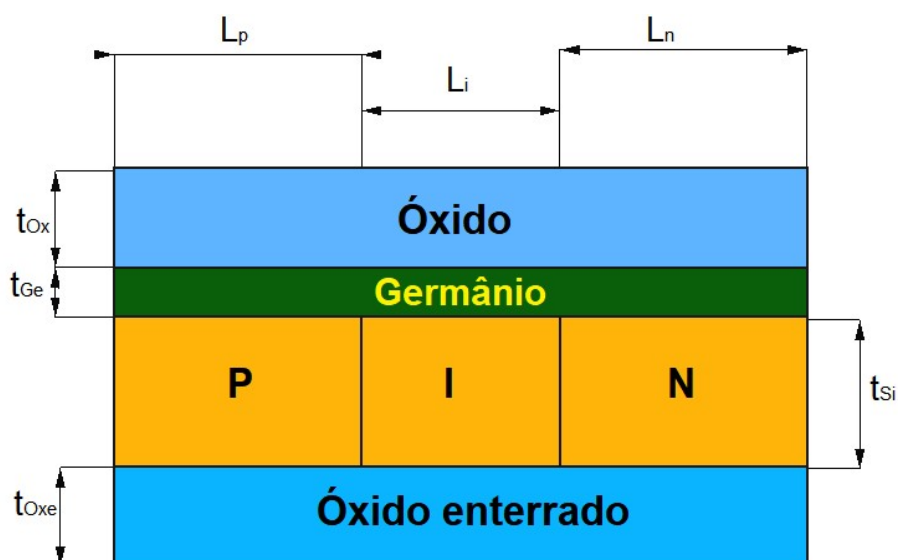 Lp
Ln
Li
Óxido
tOx
tGe
Germânio
P
I
N
tSi
tOxe
Óxido enterrado